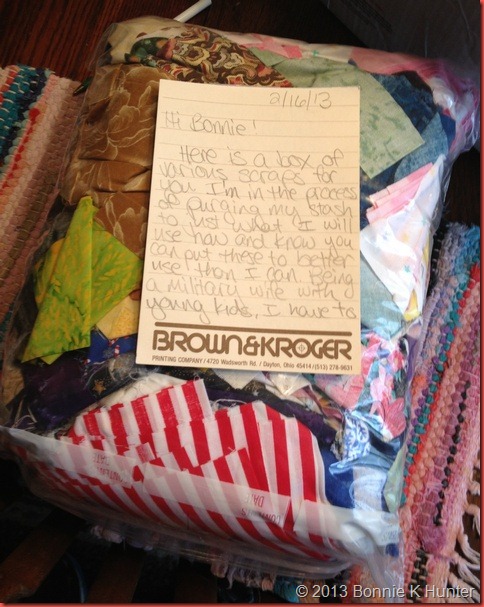 2/16/13
Hi Bonnie!
Here is a box of
various scraps for
you. I'm in the process
of purging my stash
to just what I will
use now and know you
can put these to better
use than I can. Being
a military wife with
young kids, I have to
BROWN&KROGER
PRINTING COMPANY / 4720 Wadsworth Rd. / Dayton, Ohio 45414 / (513) 278-9631
CONTENT
DATE
© 2013 Bonnie K Hunter